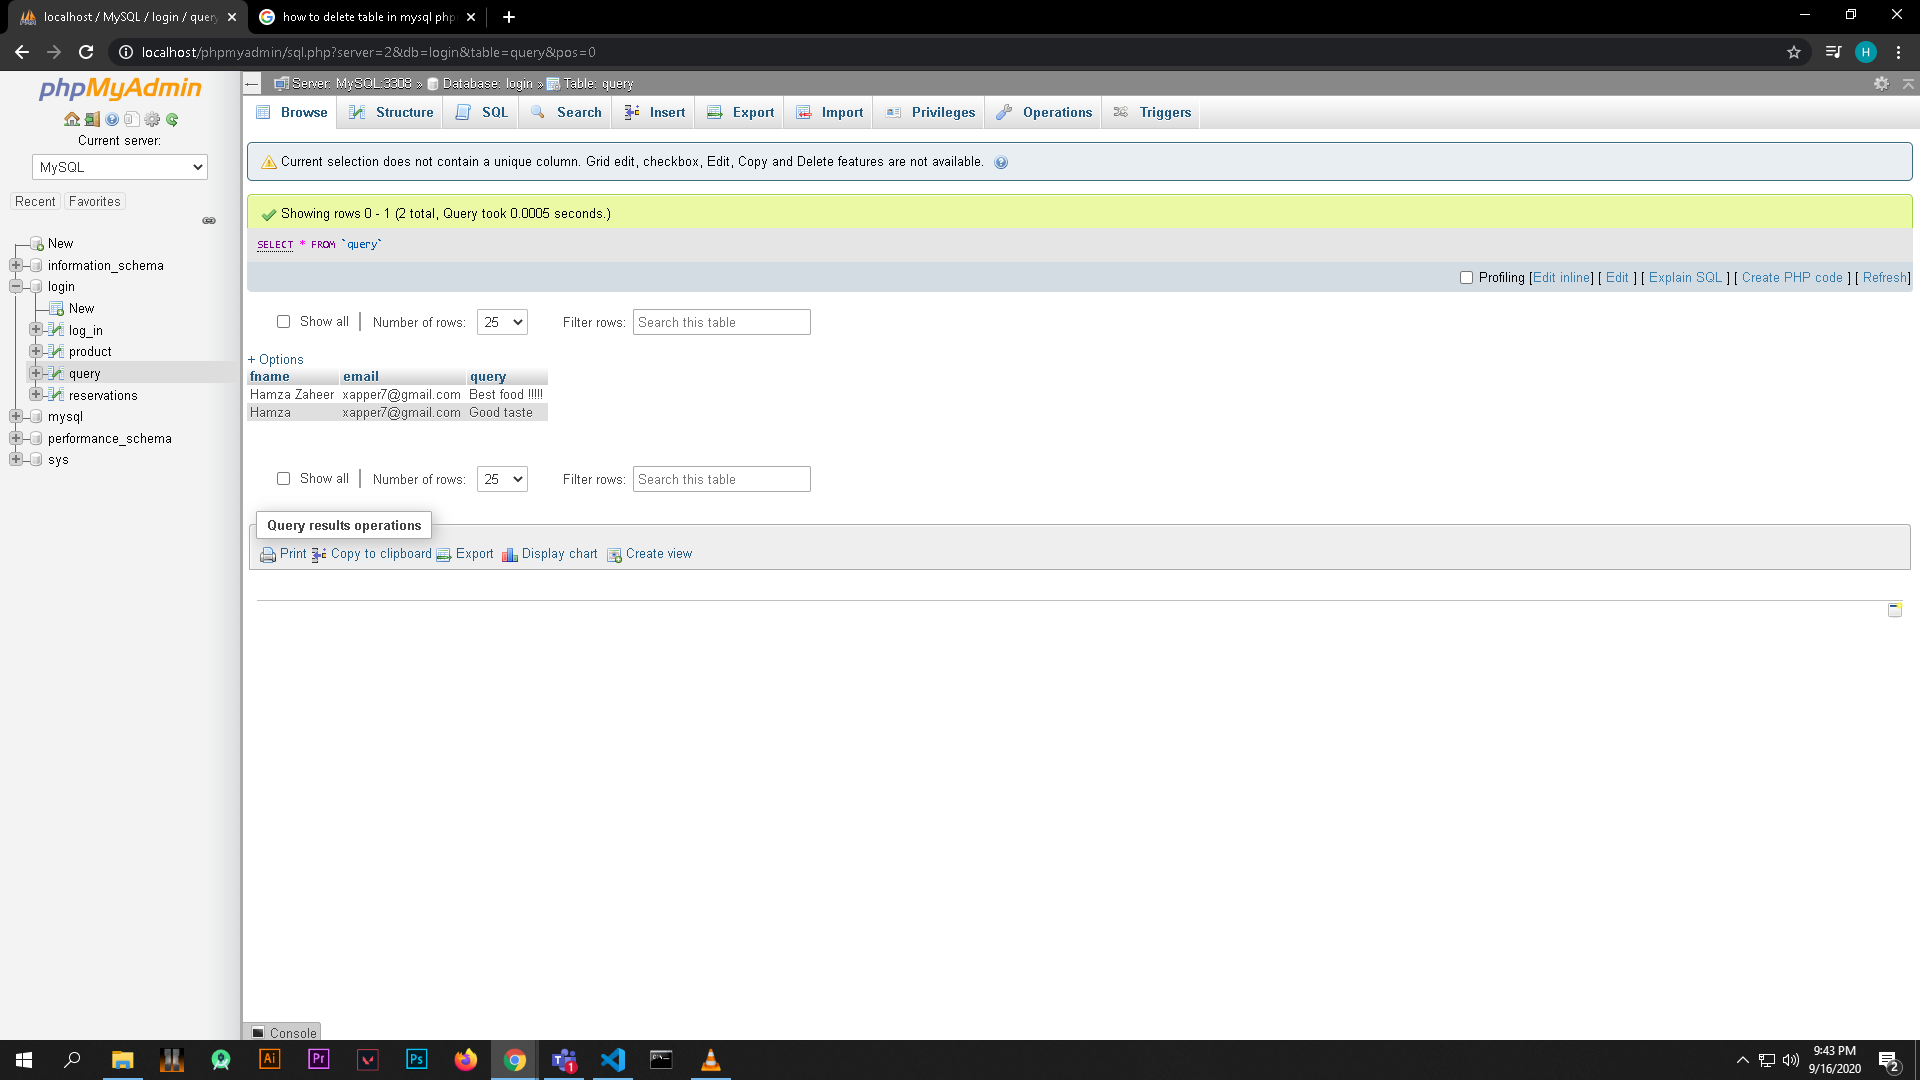 localhost / MySQL / login / query
how to delete table in mysql php
localhost/phpmyadmin/sql.php?server=2&db=login&table=query&pos=0
H
phpMyAdmin
Current server:
MySQL
Recent
Favorites
New
information_schema
login
New
log_in
product
query
reservations
mysql
performance_schema
sys
Server: MySQL:3308 » Database: login » Table: query
Browse
Structure
SQL
Search
Insert
Export
Import
Privileges
Operations
Triggers
Current selection does not contain a unique column. Grid edit, checkbox, Edit, Copy and Delete features are not available.
Showing rows 0 - 1 (2 total, Query took 0.0005 seconds.)
SELECT * FROM `query`
Profiling [Edit inline] [ Edit ] [ Explain SQL ] [ Create PHP code ] [ Refresh]
Show all | Number of rows: 25 Filter rows: Search this table
+ Options
fname email query
Hamza Zaheer xapper7@gmail.com Best food !!!!!
Hamza xapper7@gmail.com Good taste
Show all | Number of rows: 25 Filter rows: Search this table
Query results operations
Print Copy to clipboard Export Display chart Create view
Console
Ai
Pr
Ps
1
9:43 PM
9/16/2020
2